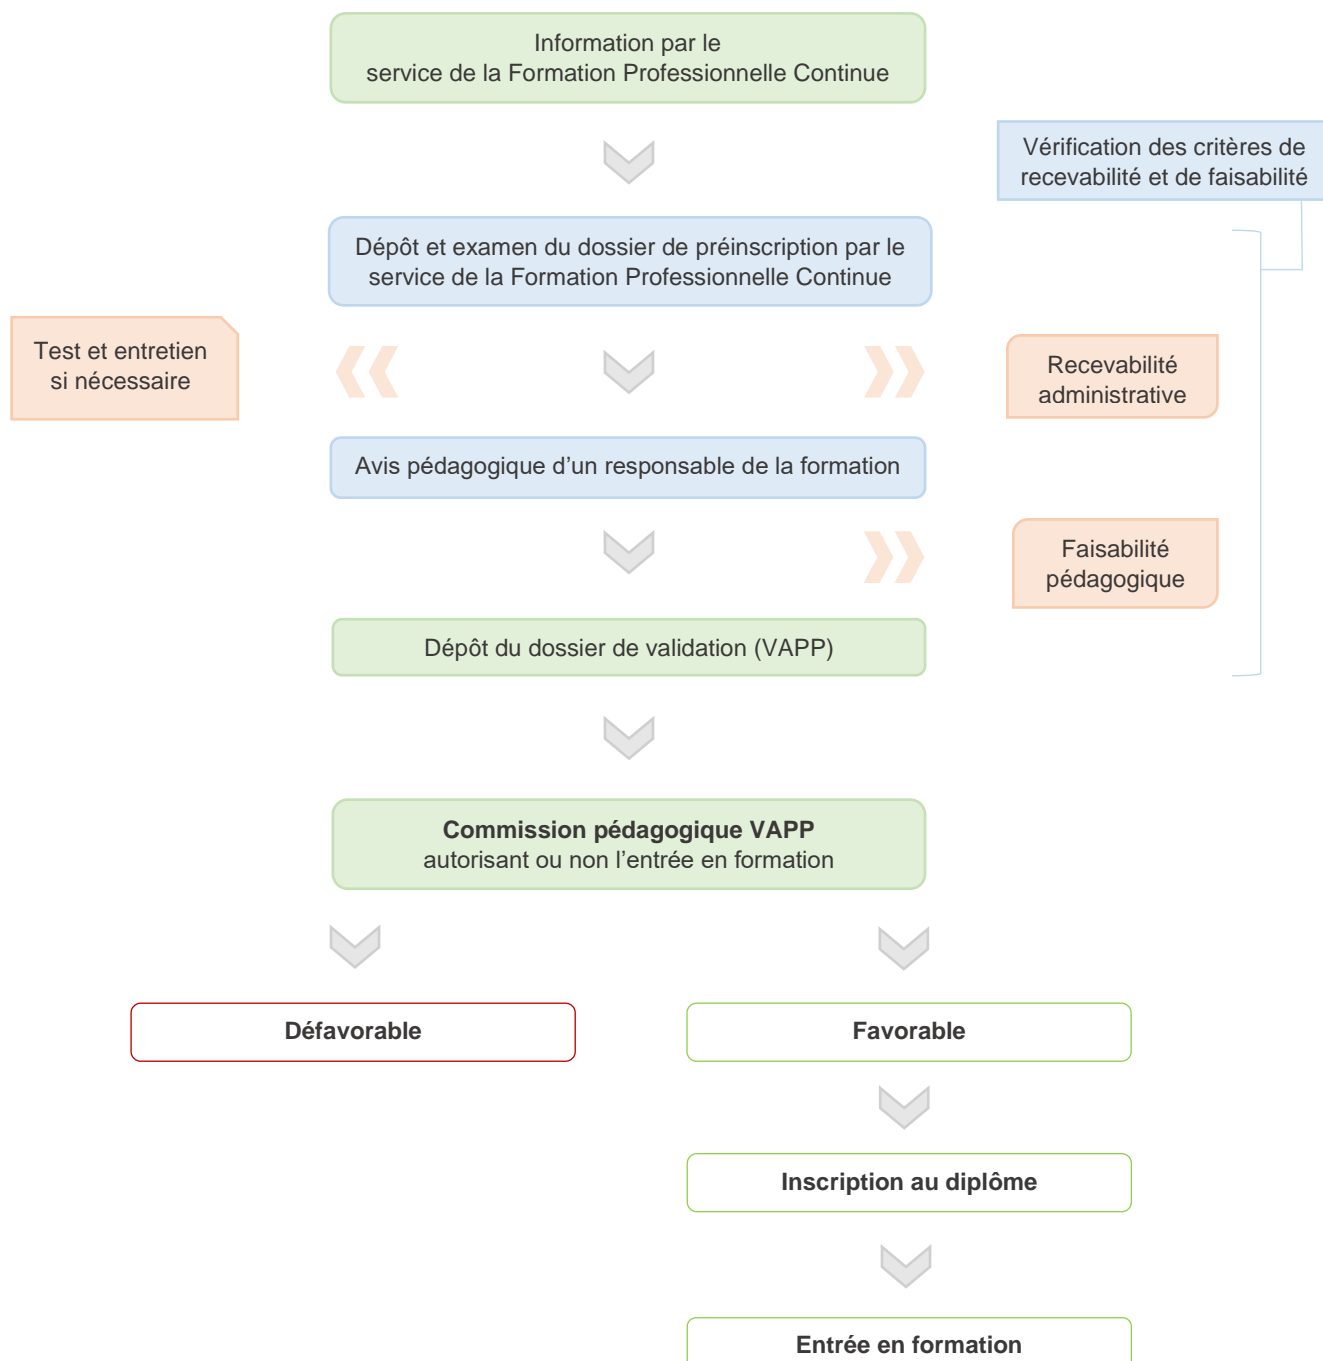 Information par le
service de la Formation Professionnelle Continue
Vérification des critères de
recevabilité et de faisabilité
Dépôt et examen du dossier de préinscription par le
service de la Formation Professionnelle Continue
Test et entretien
si nécessaire
Recevabilité
administrative
Avis pédagogique d’un responsable de la formation
Faisabilité
pédagogique
Dépôt du dossier de validation (VAPP)
Commission pédagogique VAPP
autorisant ou non l’entrée en formation
Défavorable
Favorable
Inscription au diplôme
Entrée en formation